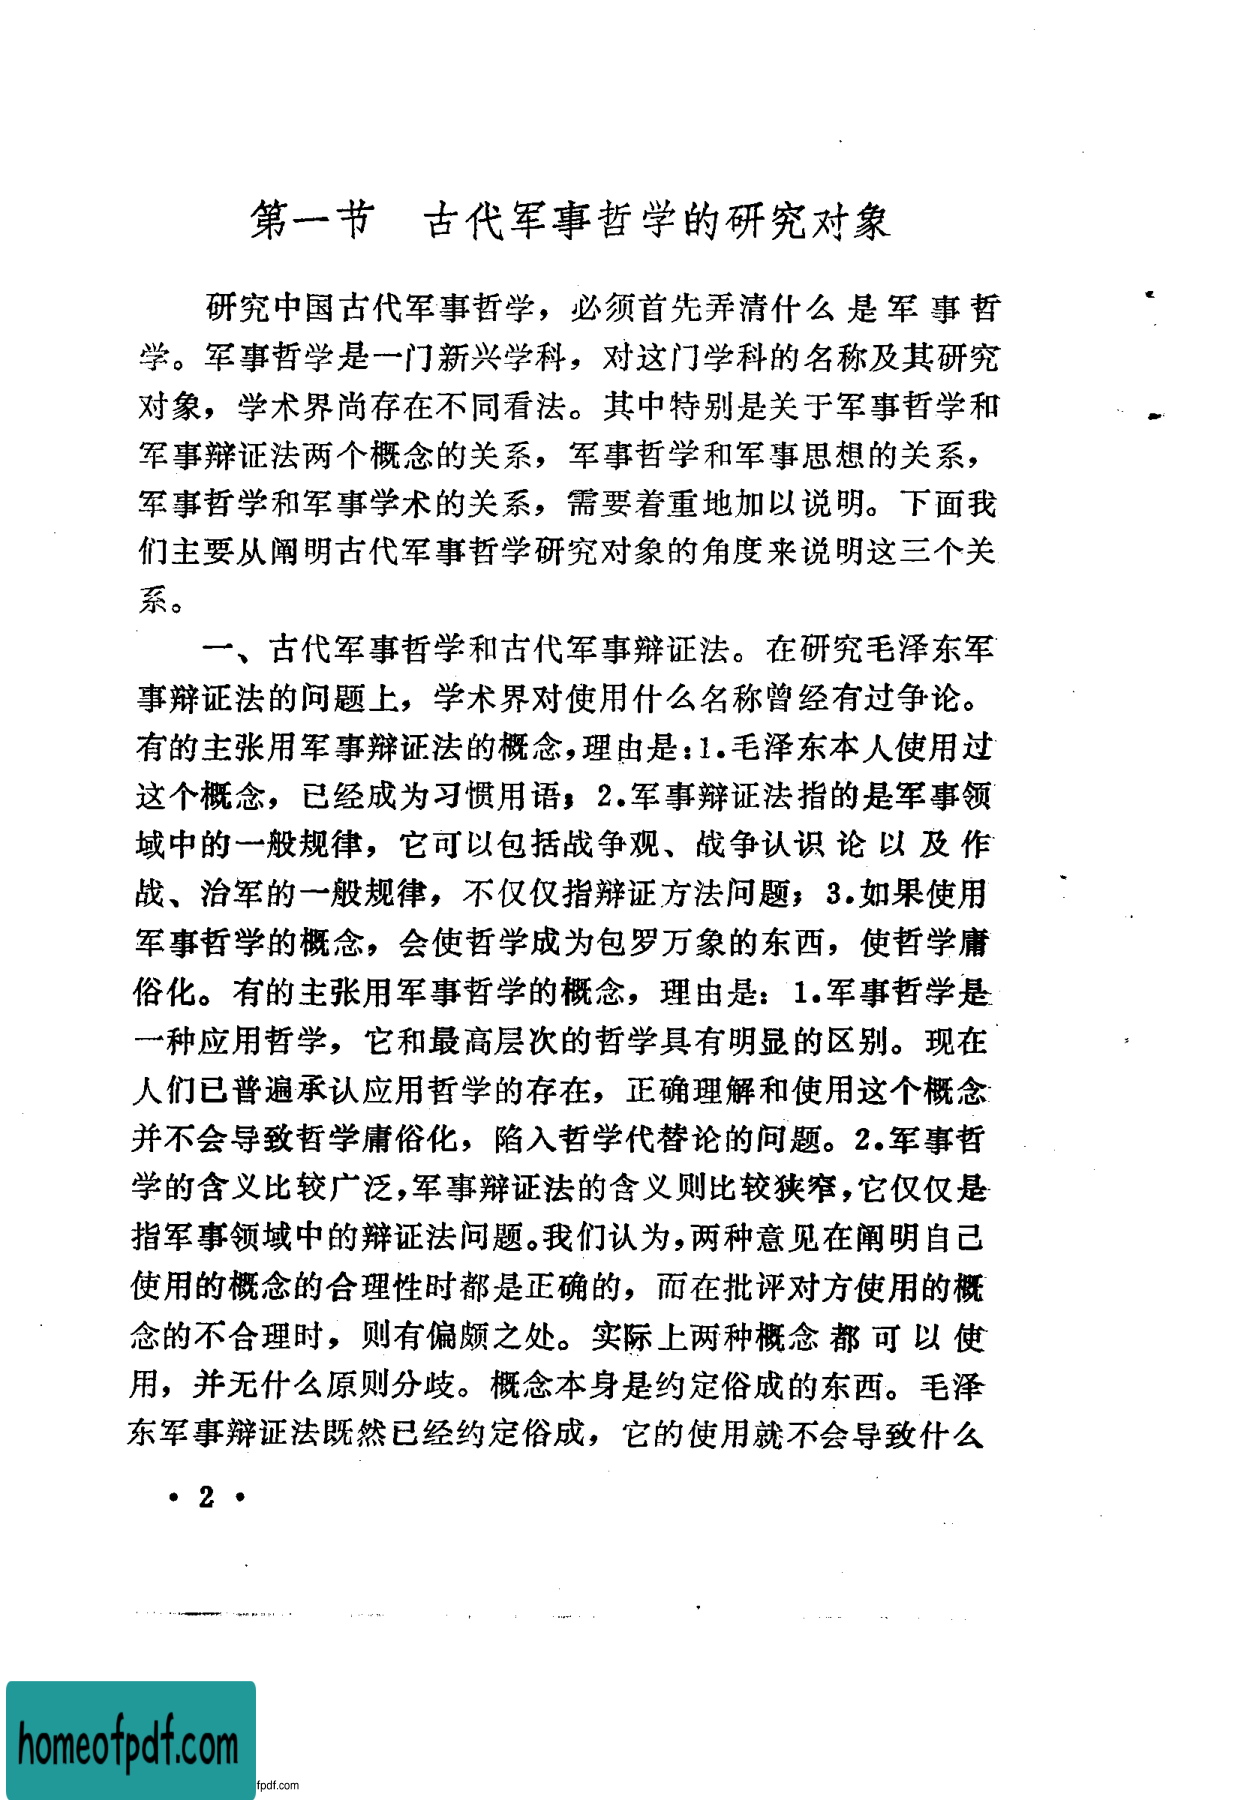 第一节　古代军事哲学的研究对象
研究中国古代军事哲学，必须首先弄清什么是军事哲
学。军事哲学是一门新兴学科，对这门学科的名称及其研究
对象，学术界尚存在不同看法。其中特别是关于军事哲学和
军事辩证法两个概念的关系，军事哲学和军事思想的关系，
军事哲学和军事学术的关系，需要着重地加以说明。下面我
们主要从阐明古代军事哲学研究对象的角度来说明这三个关
系。
一、古代军事哲学和古代军事辩证法。在研究毛泽东军
事辩证法的问题上，学术界对使用什么名称曾经有过争论。
有的主张用军事辩证法的概念，理由是：1.毛泽东本人使用过
这个概念，已经成为习惯用语；2.军事辩证法指的是军事领
域中的一般规律，它可以包括战争观、战争认识论以及作
战、治军的一般规律，不仅仅指辩证方法问题；3.如果使用
军事哲学的概念，会使哲学成为包罗万象的东西，使哲学庸
俗化。有的主张用军事哲学的概念，理由是：1.军事哲学是
一种应用哲学，它和最高层次的哲学具有明显的区别。现在
人们已普遍承认应用哲学的存在，正确理解和使用这个概念
并不会导致哲学庸俗化，陷入哲学代替论的问题。2.军事哲
学的含义比较广泛，军事辩证法的含义则比较狭窄，它仅仅是
指军事领域中的辩证法问题。我们认为，两种意见在阐明自己
使用的概念的合理性时都是正确的，而在批评对方使用的概
念的不合理时，则有偏颇之处。实际上两种概念都可以使
用，并无什么原则分歧。概念本身是约定俗成的东西。毛泽
东军事辩证法既然已经约定俗成，它的使用就不会导致什么
• 2 •
homeofpdf.com
fpdf.com